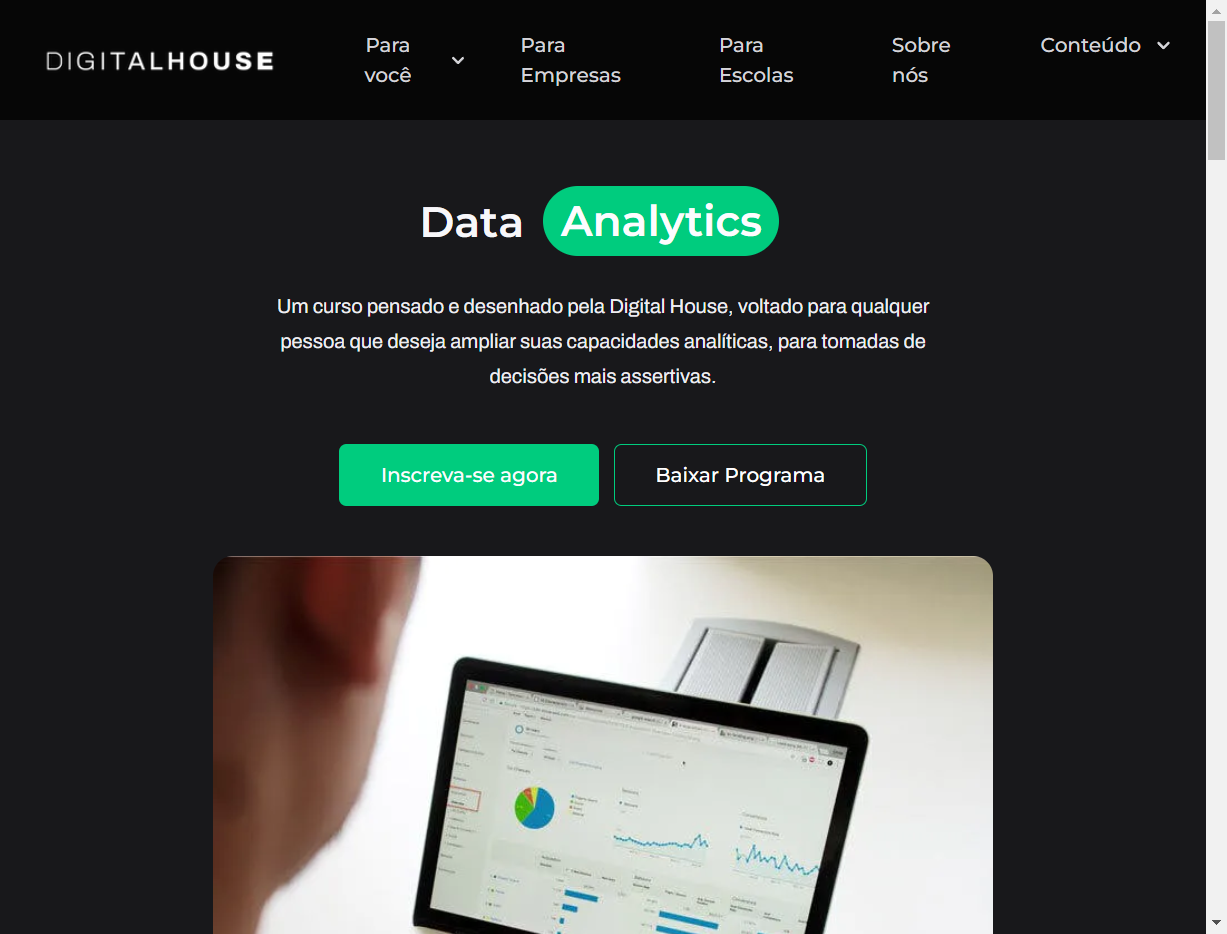 DIGITALHOUSE
Para
você
Para
Empresas
Para
Escolas
Sobre
nós
Conteúdo
Data Analytics
Um curso pensado e desenhado pela Digital House, voltado para qualquer
pessoa que deseja ampliar suas capacidades analíticas, para tomadas de
decisões mais assertivas.
Inscreva-se agora
Baixar Programa